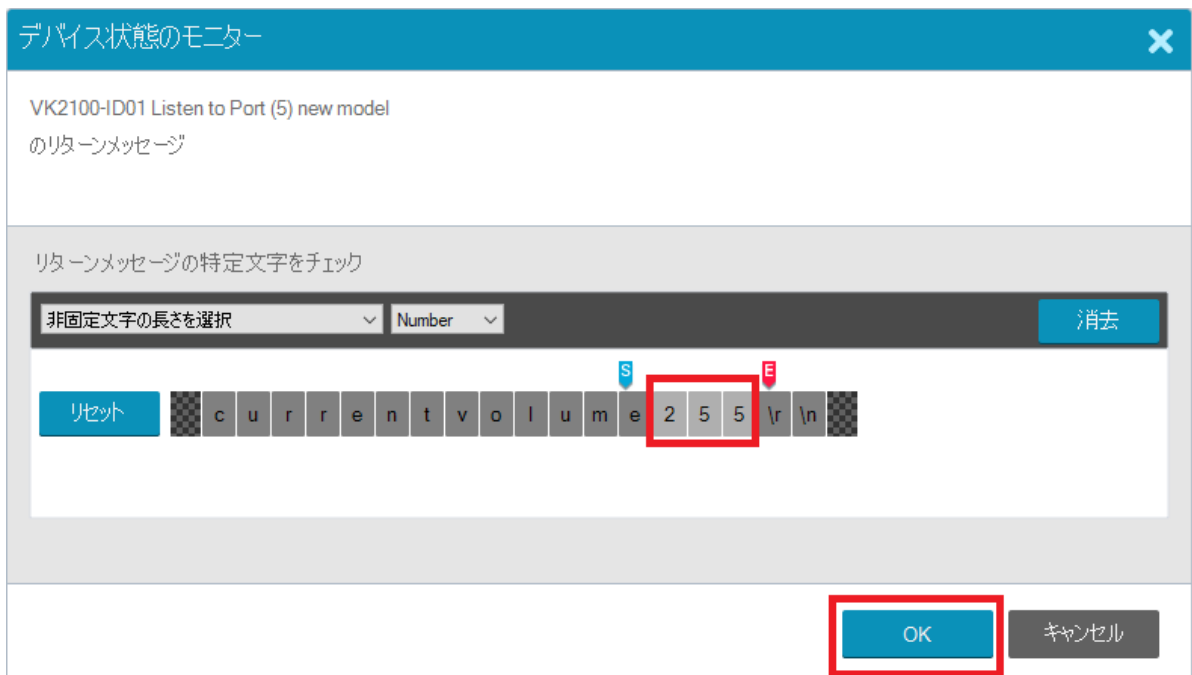 デバイス状態のモニター
VK2100-ID01 Listen to Port (5) new model
のリターンメッセージ
リターンメッセージの特定文字をチェック
非固定文字の長さを選択 Number 消去
S E
リセット c u r r e n t v o l u m e 2 5 5 \r \n
OK キャンセル